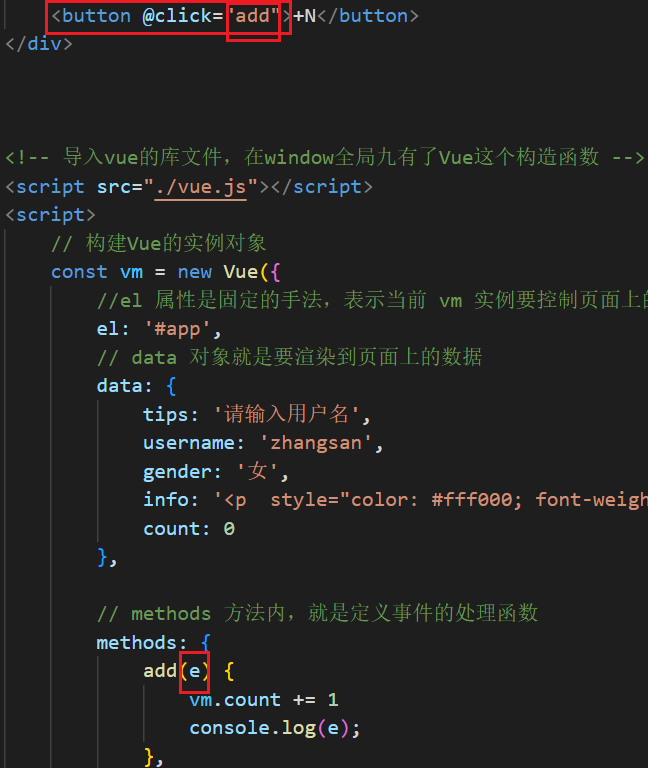 <button @click="add">+N</button>
</div>
<!-- 导入vue的库文件，在window全局九有了Vue这个构造函数 -->
<script src="./vue.js"></script>
<script>
// 构建Vue的实例对象
const vm = new Vue({
//el 属性是固定的手法，表示当前 vm 实例要控制页面上的
el: '#app',
// data 对象就是要渲染到页面上的数据
data: {
tips: '请输入用户名',
username: 'zhangsan',
gender: '女',
info: '<p  style="color: #fff000; font-weigh
count: 0
},
// methods 方法内，就是定义事件的处理函数
methods: {
add(e) {
vm.count += 1
console.log(e);
},